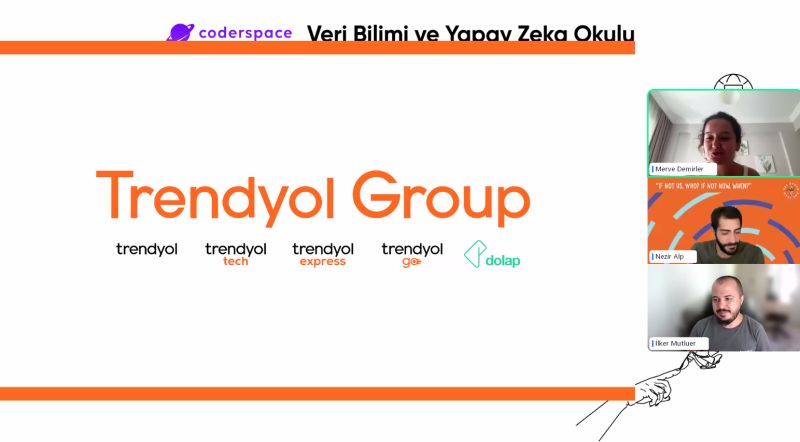 coderspace Veri Bilimi ve Yapay Zeka Okulu
Trendyol Group
trendyol
trendyol tech
trendyol express
trendyol go
dolap
Merve Demirler
"IF NOT US, WHO? IF NOT NOW, WHEN?"
Nezir Alp
Ilker Mutluer